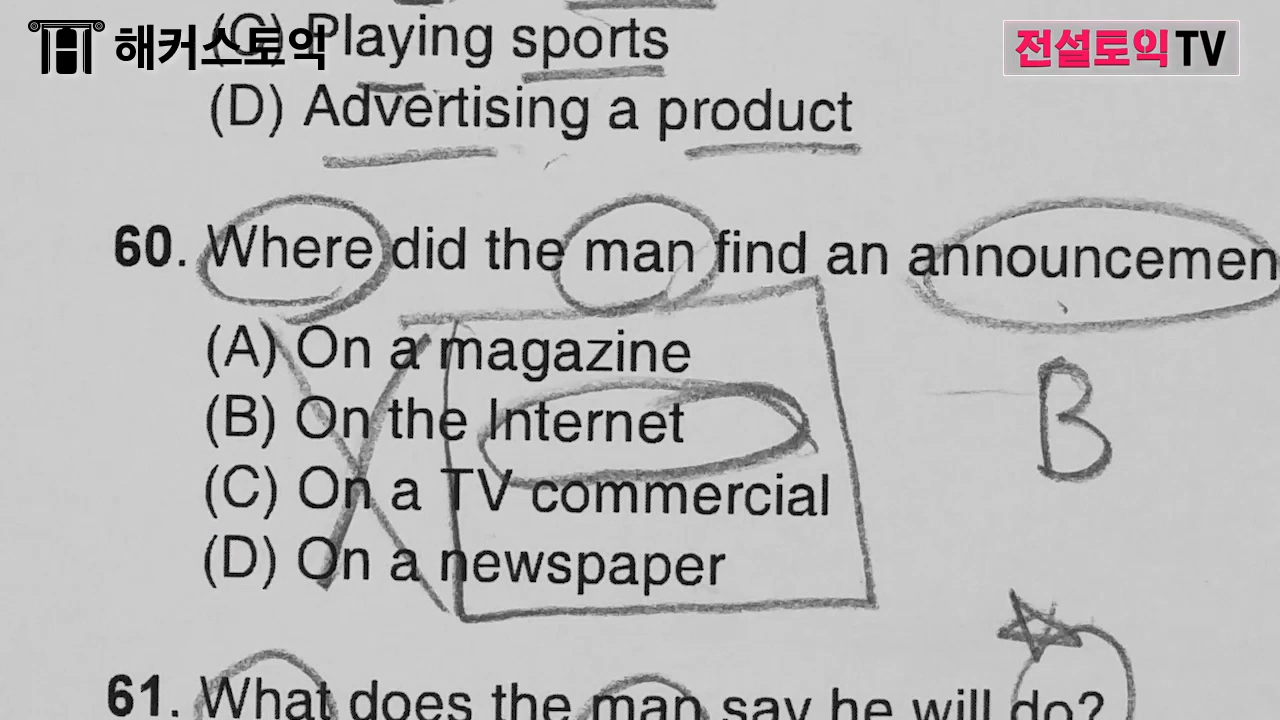 해커스토익
전설토익TV
(C) Playing sports
(D) Advertising a product
60. Where did the man find an announcemen
(A) On a magazine
(B) On the Internet
B
(C) On a TV commercial
(D) On a newspaper
61. What does the man say he will do?